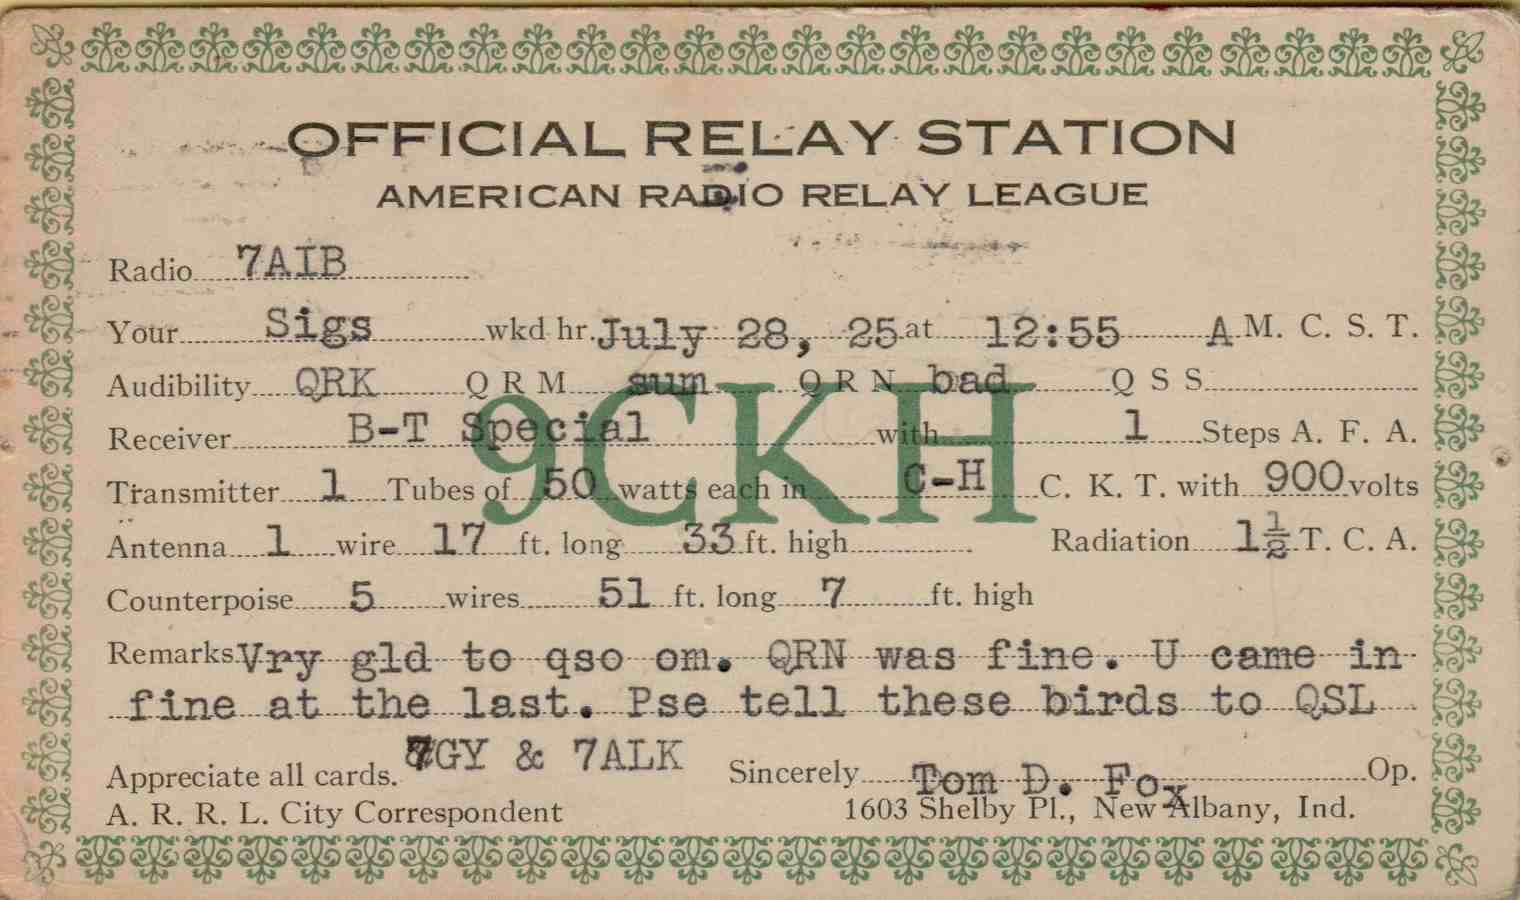 OFFICIAL RELAY STATION
AMERICAN RADIO RELAY LEAGUE
Radio 7AIB
Your Sigs wkd hr. July 28, 25 at 12:55 A M. C. S. T.
Audibility QRK Q R M sum Q R N bad Q S S
9CKH
Receiver B-T Special with 1 Steps A. F. A.
Transmitter 1 Tubes of 50 watts each in C-H C. K. T. with 900 volts
Antenna 1 wire 17 ft. long 33 ft. high Radiation 1½ T. C. A.
Counterpoise 5 wires 51 ft. long 7 ft. high
Remarks Vry gld to qso om. QRN was fine. U came in
fine at the last. Pse tell these birds to QSL
7GY & 7ALK
Appreciate all cards. Sincerely Tom D. Fox Op.
A. R. R. L. City Correspondent 1603 Shelby Pl., New Albany, Ind.